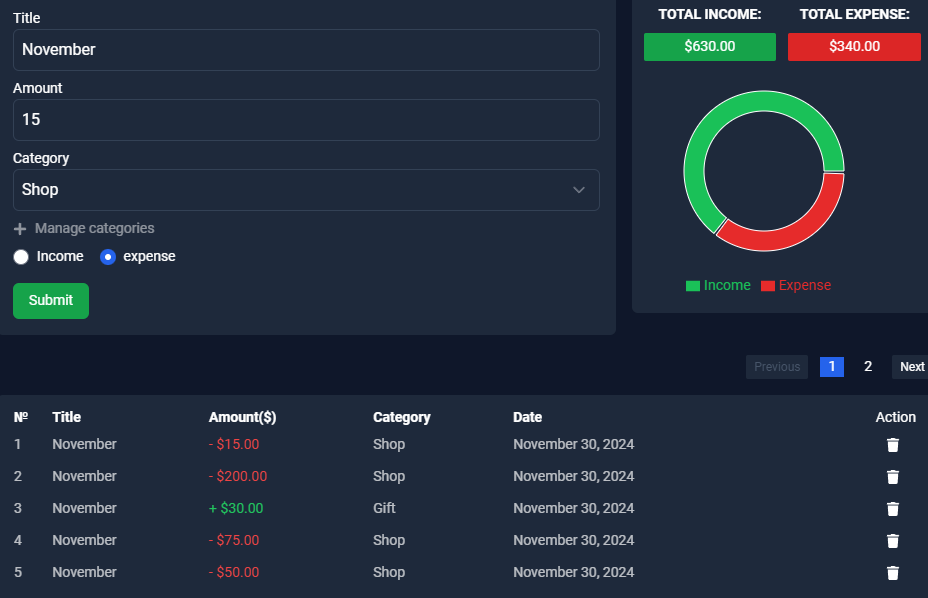 Title
November
Amount
15
Category
Shop
Manage categories
Income expense
Submit
TOTAL INCOME: TOTAL EXPENSE:
$630.00 $340.00
Income Expense
Previous 1 2 Next
№ Title Amount($) Category Date Action
1 November - $15.00 Shop November 30, 2024
2 November - $200.00 Shop November 30, 2024
3 November + $30.00 Gift November 30, 2024
4 November - $75.00 Shop November 30, 2024
5 November - $50.00 Shop November 30, 2024